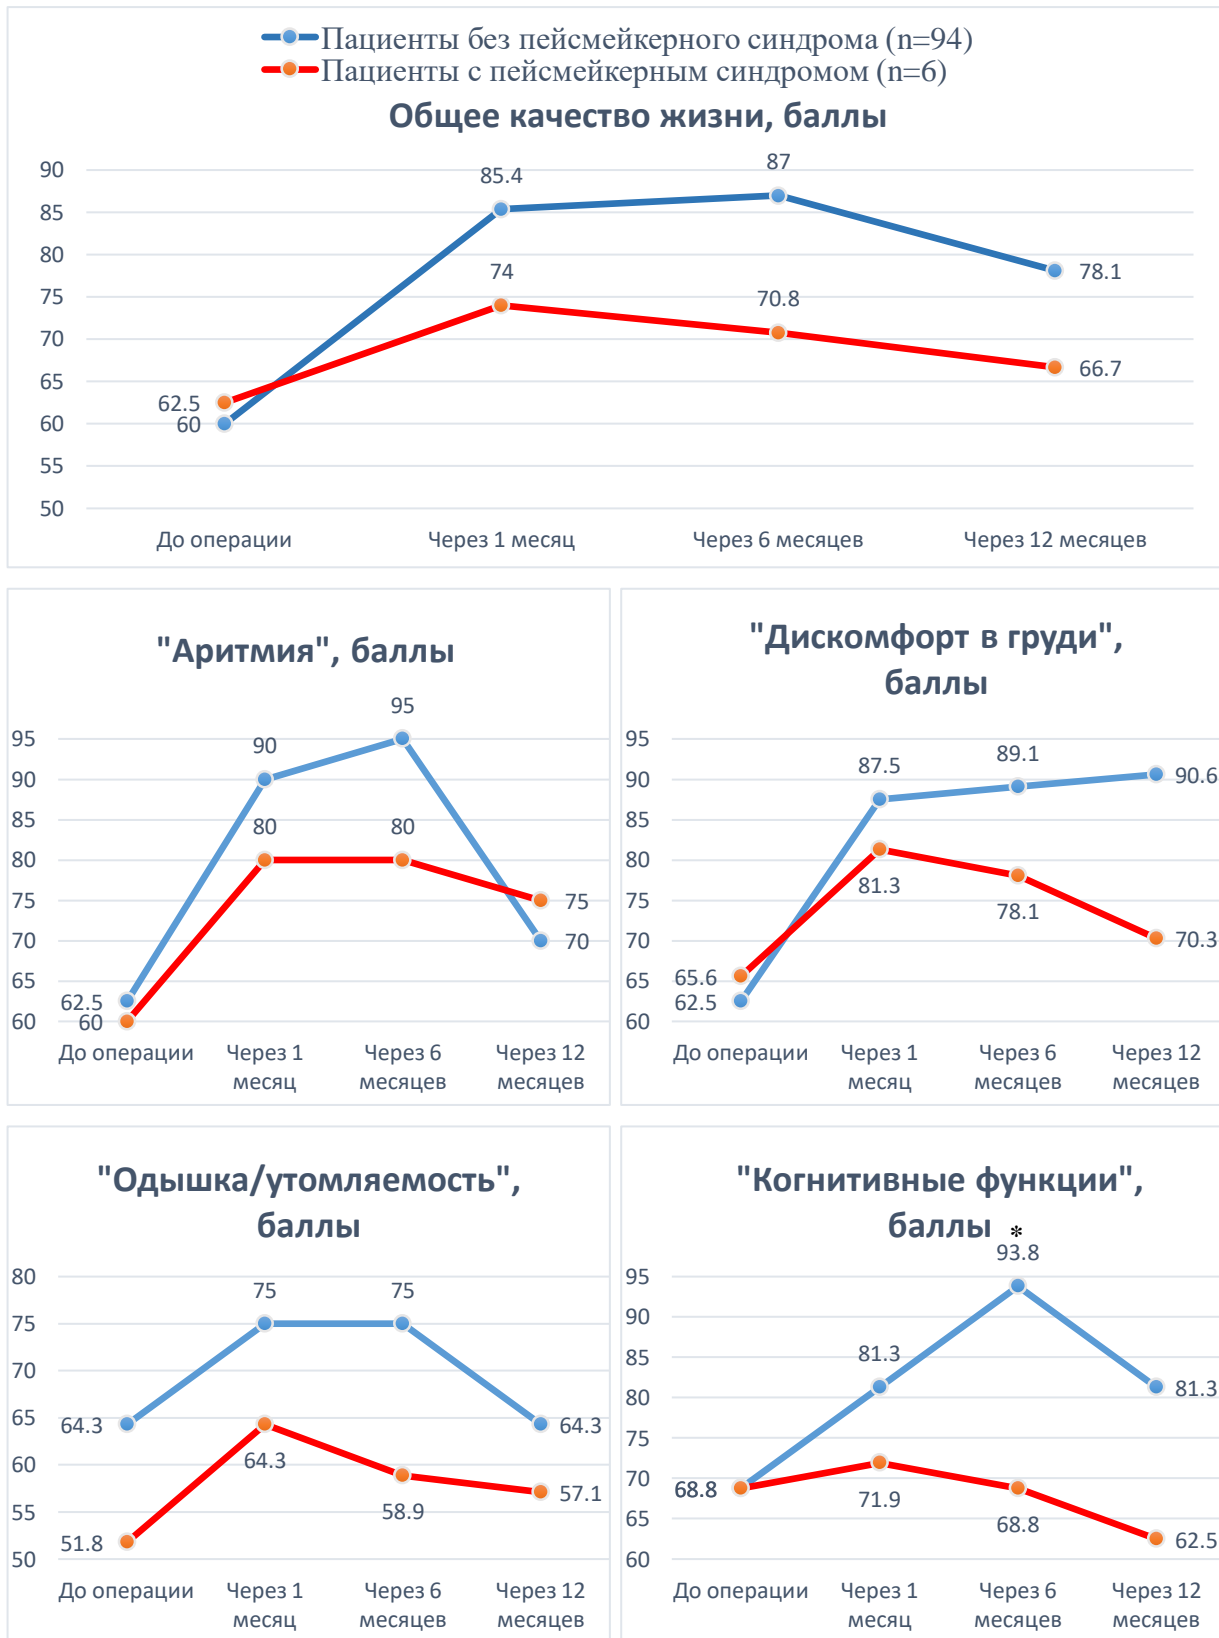 Пациенты без пейсмейкерного синдрома (n=94)
Пациенты с пейсмейкерным синдромом (n=6)
Общее качество жизни, баллы
90
85
80
75
70
65
60
55
50
85.4
87
78.1
74
70.8
66.7
62.5
60
До операции
Через 1 месяц
Через 6 месяцев
Через 12 месяцев
"Аритмия", баллы
95
90
85
80
75
70
65
60
95
90
80
80
75
70
62.5
60
До операции
Через 1
месяц
Через 6
месяцев
Через 12
месяцев
"Дискомфорт в груди",
баллы
95
90
85
80
75
70
65
60
87.5
89.1
90.6
81.3
78.1
70.3
65.6
62.5
До операции
Через 1
месяц
Через 6
месяцев
Через 12
месяцев
"Одышка/утомляемость",
баллы
80
75
70
65
60
55
50
75
75
64.3
64.3
64.3
58.9
57.1
51.8
До операции
Через 1
месяц
Через 6
месяцев
Через 12
месяцев
"Когнитивные функции",
баллы *
95
90
85
80
75
70
65
60
93.8
81.3
81.3
68.8
71.9
68.8
62.5
До операции
Через 1
месяц
Через 6
месяцев
Через 12
месяцев